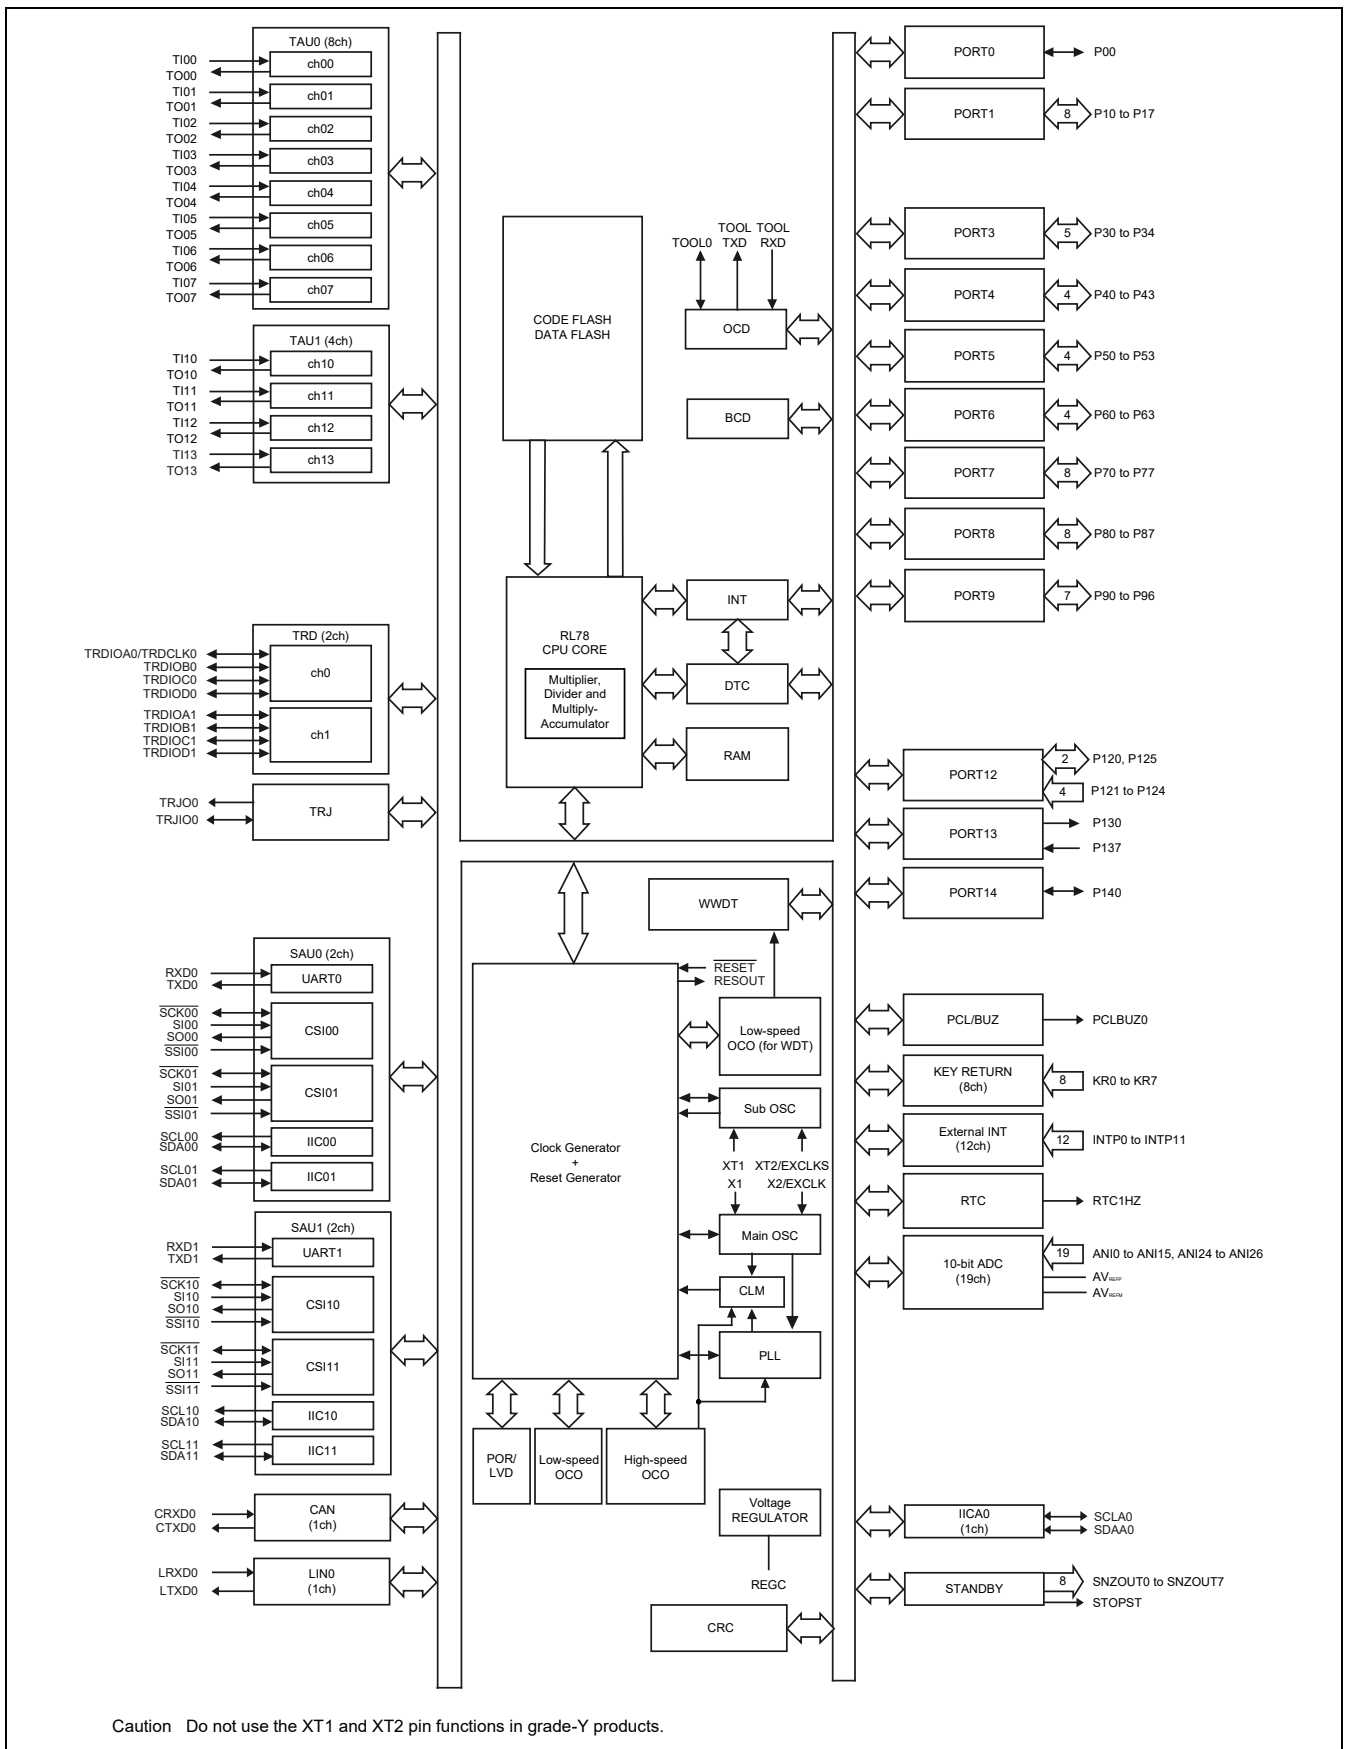 TAU0 (8ch)
TI00
TO00
ch00
TI01
TO01
ch01
TI02
TO02
ch02
TI03
TO03
ch03
TI04
TO04
ch04
TI05
TO05
ch05
TI06
TO06
ch06
TI07
TO07
ch07
TAU1 (4ch)
TI10
TO10
ch10
TI11
TO11
ch11
TI12
TO12
ch12
TI13
TO13
ch13
TRD (2ch)
TRDIOA0/TRDCLK0
TRDIOB0
TRDIOC0
TRDIOD0
ch0
TRDIOA1
TRDIOB1
TRDIOC1
TRDIOD1
ch1
TRJO0
TRJIO0
TRJ
SAU0 (2ch)
RXD0
TXD0
UART0
SCK00
SI00
SO00
SSI00
CSI00
SCK01
SI01
SO01
SSI01
CSI01
SCL00
SDA00
IIC00
SCL01
SDA01
IIC01
SAU1 (2ch)
RXD1
TXD1
UART1
SCK10
SI10
SO10
SSI10
CSI10
SCK11
SI11
SO11
SSI11
CSI11
SCL10
SDA10
IIC10
SCL11
SDA11
IIC11
CRXD0
CTXD0
CAN
(1ch)
LRXD0
LTXD0
LIN0
(1ch)
CODE FLASH
DATA FLASH
TOOL0
TOOL
TXD
TOOL
RXD
OCD
BCD
RL78
CPU CORE
Multiplier,
Divider and
Multiply-
Accumulator
INT
DTC
RAM
WWDT
RESET
RESOUT
Low-speed
OCO (for WDT)
Clock Generator
+
Reset Generator
Sub OSC
XT1
XT2/EXCLKS
X1
X2/EXCLK
Main OSC
CLM
PLL
POR/
LVD
Low-speed
OCO
High-speed
OCO
Voltage
REGULATOR
REGC
CRC
PORT0
P00
PORT1
8
P10 to P17
PORT3
5
P30 to P34
PORT4
4
P40 to P43
PORT5
4
P50 to P53
PORT6
4
P60 to P63
PORT7
8
P70 to P77
PORT8
8
P80 to P87
PORT9
7
P90 to P96
PORT12
2
P120, P125
4
P121 to P124
PORT13
P130
P137
PORT14
P140
PCL/BUZ
PCLBUZ0
KEY RETURN
(8ch)
8
KR0 to KR7
External INT
(12ch)
12
INTP0 to INTP11
RTC
RTC1HZ
10-bit ADC
(19ch)
19
ANI0 to ANI15, ANI24 to ANI26
AVREFP
AVREFM
IICA0
(1ch)
SCLA0
SDAA0
STANDBY
8
SNZOUT0 to SNZOUT7
STOPST
Caution Do not use the XT1 and XT2 pin functions in grade-Y products.